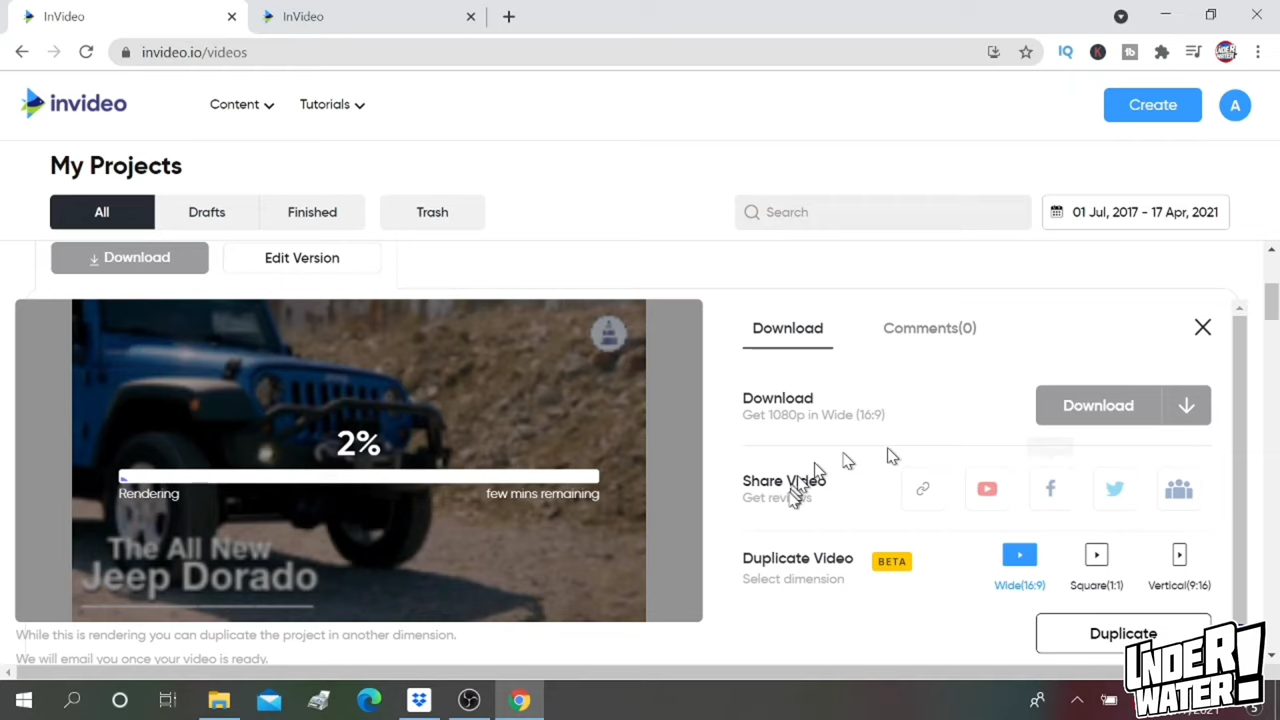 InVideo
InVideo
invideo.io/videos
invideo
Content
Tutorials
Create
A
My Projects
All
Drafts
Finished
Trash
Search
01 Jul, 2017 - 17 Apr, 2021
Download
Edit Version
2%
Rendering
few mins remaining
The All New
Jeep Dorado
While this is rendering you can duplicate the project in another dimension.
We will email you once your video is ready.
Download
Comments(0)
Download
Get 1080p in Wide (16:9)
Download
Share Video
Get reviews
Duplicate Video
BETA
Select dimension
Wide(16:9)
Square(1:1)
Vertical(9:16)
Duplicate
UNDER
WATER!